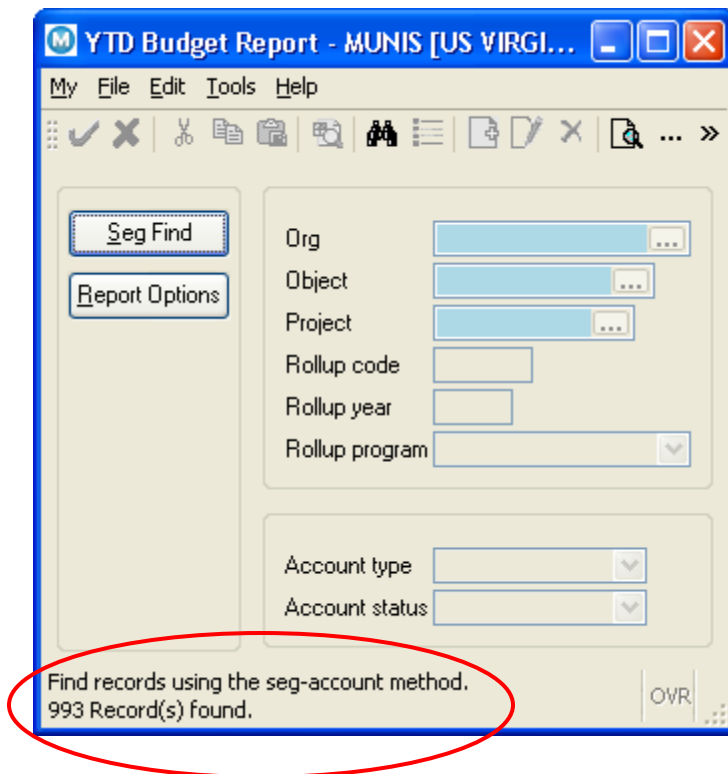 M YTD Budget Report - MUNIS [US VIRGI...
My File Edit Tools Help
... »
Seg Find
Report Options
Org ...
Object ...
Project ...
Rollup code
Rollup year
Rollup program
Account type
Account status
Find records using the seg-account method.
993 Record(s) found.
OVR